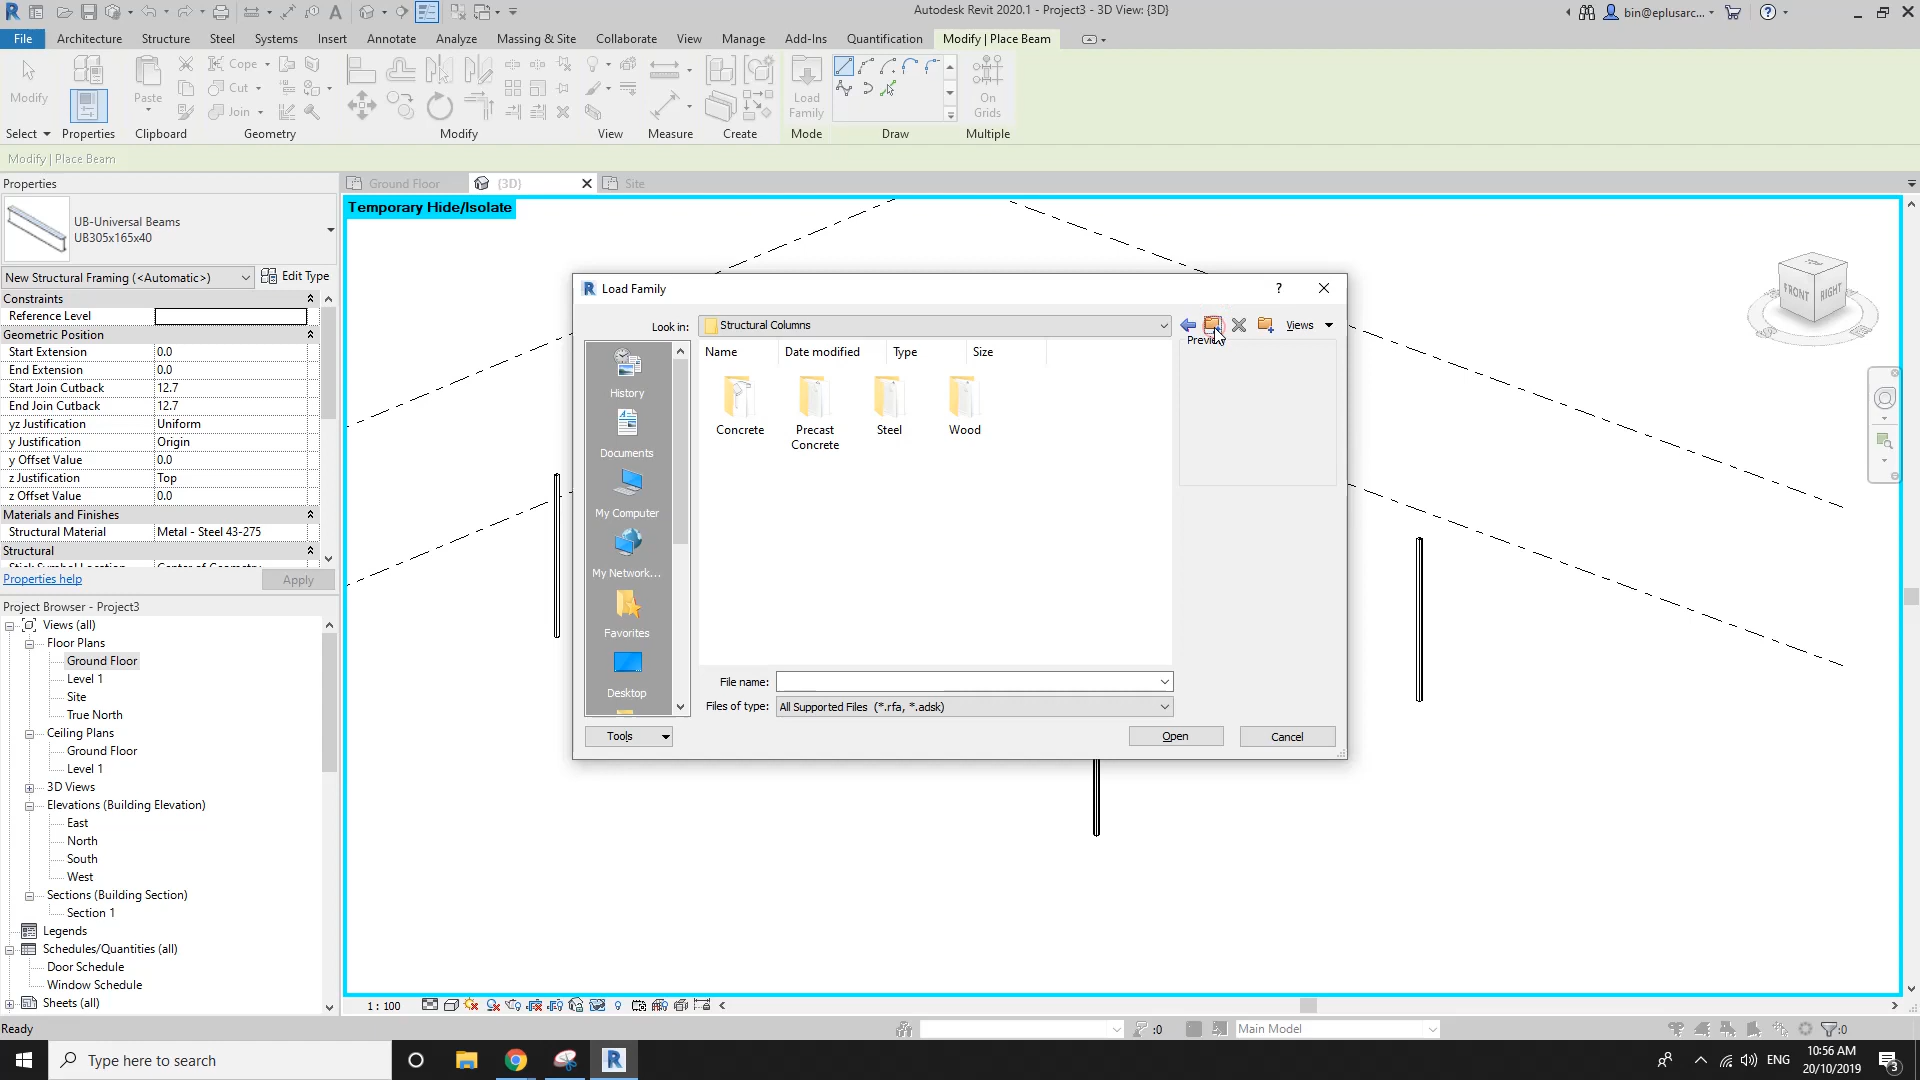 Autodesk Revit 2020.1 - Project3 - 3D View: {3D}
bin@eplusarc...
File Architecture Structure Steel Systems Insert Annotate Analyze Massing & Site Collaborate View Manage Add-Ins Quantification Modify | Place Beam
Modify
Paste
Cope
Cut
Join
Load
Family
On
Grids
Select Properties Clipboard Geometry Modify View Measure Create Mode Draw Multiple
Modify | Place Beam
Properties
Ground Floor {3D} Site
UB-Universal Beams
UB305x165x40
Temporary Hide/Isolate
New Structural Framing (<Automatic>) Edit Type
Constraints
Reference Level
Geometric Position
Start Extension 0.0
End Extension 0.0
Start Join Cutback 12.7
End Join Cutback 12.7
yz Justification Uniform
y Justification Origin
y Offset Value 0.0
z Justification Top
z Offset Value 0.0
Materials and Finishes
Structural Material Metal - Steel 43-275
Structural
Properties help Apply
Project Browser - Project3
Views (all)
Floor Plans
Ground Floor
Level 1
Site
True North
Ceiling Plans
Ground Floor
Level 1
3D Views
Elevations (Building Elevation)
East
North
South
West
Sections (Building Section)
Section 1
Legends
Schedules/Quantities (all)
Door Schedule
Window Schedule
Sheets (all)
Load Family
Look in: Structural Columns Views
Name Date modified Type Size
History
Documents
My Computer
My Network...
Favorites
Desktop
Concrete
Precast
Concrete
Steel
Wood
File name:
Files of type: All Supported Files (*.rfa, *.adsk)
Tools Open Cancel
FRONT RIGHT
1 : 100
Ready
:0
Main Model
:0
Type here to search
ENG
10:56 AM
20/10/2019
3